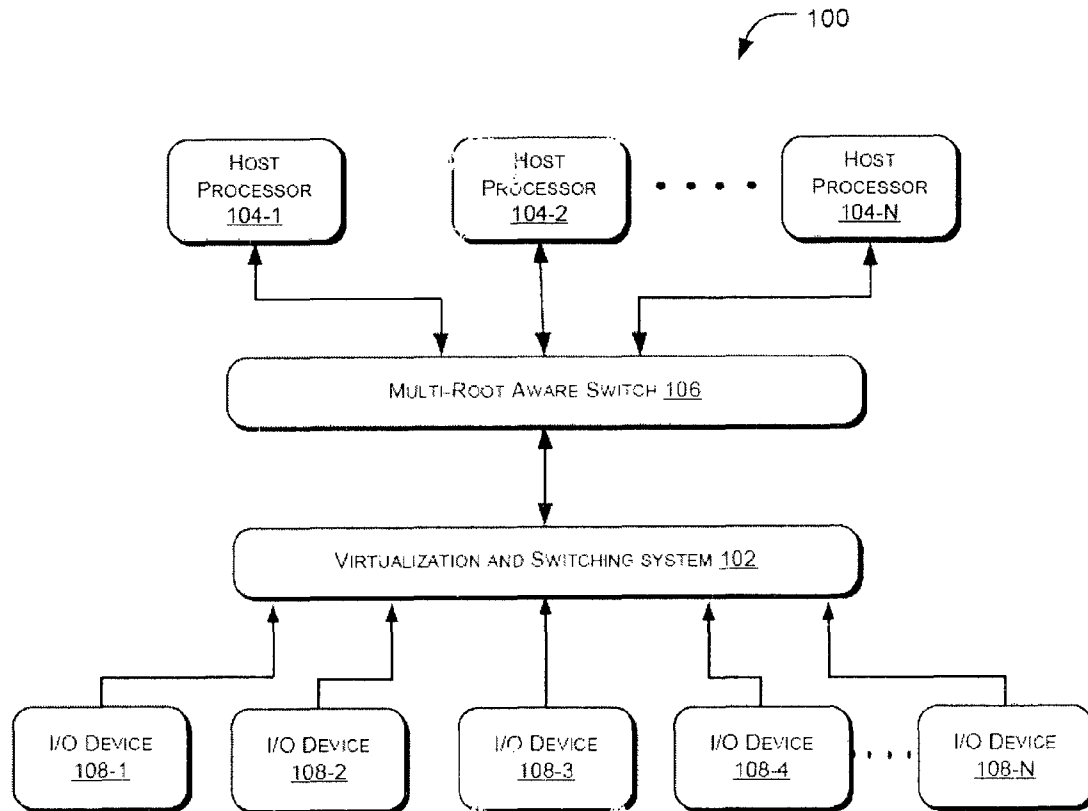 100
HOST
PROCESSOR
104-1
HOST
PROCESSOR
104-2
HOST
PROCESSOR
104-N
MULTI-ROOT AWARE SWITCH 106
VIRTUALIZATION AND SWITCHING SYSTEM 102
I/O DEVICE
108-1
I/O DEVICE
108-2
I/O DEVICE
108-3
I/O DEVICE
108-4
I/O DEVICE
108-N